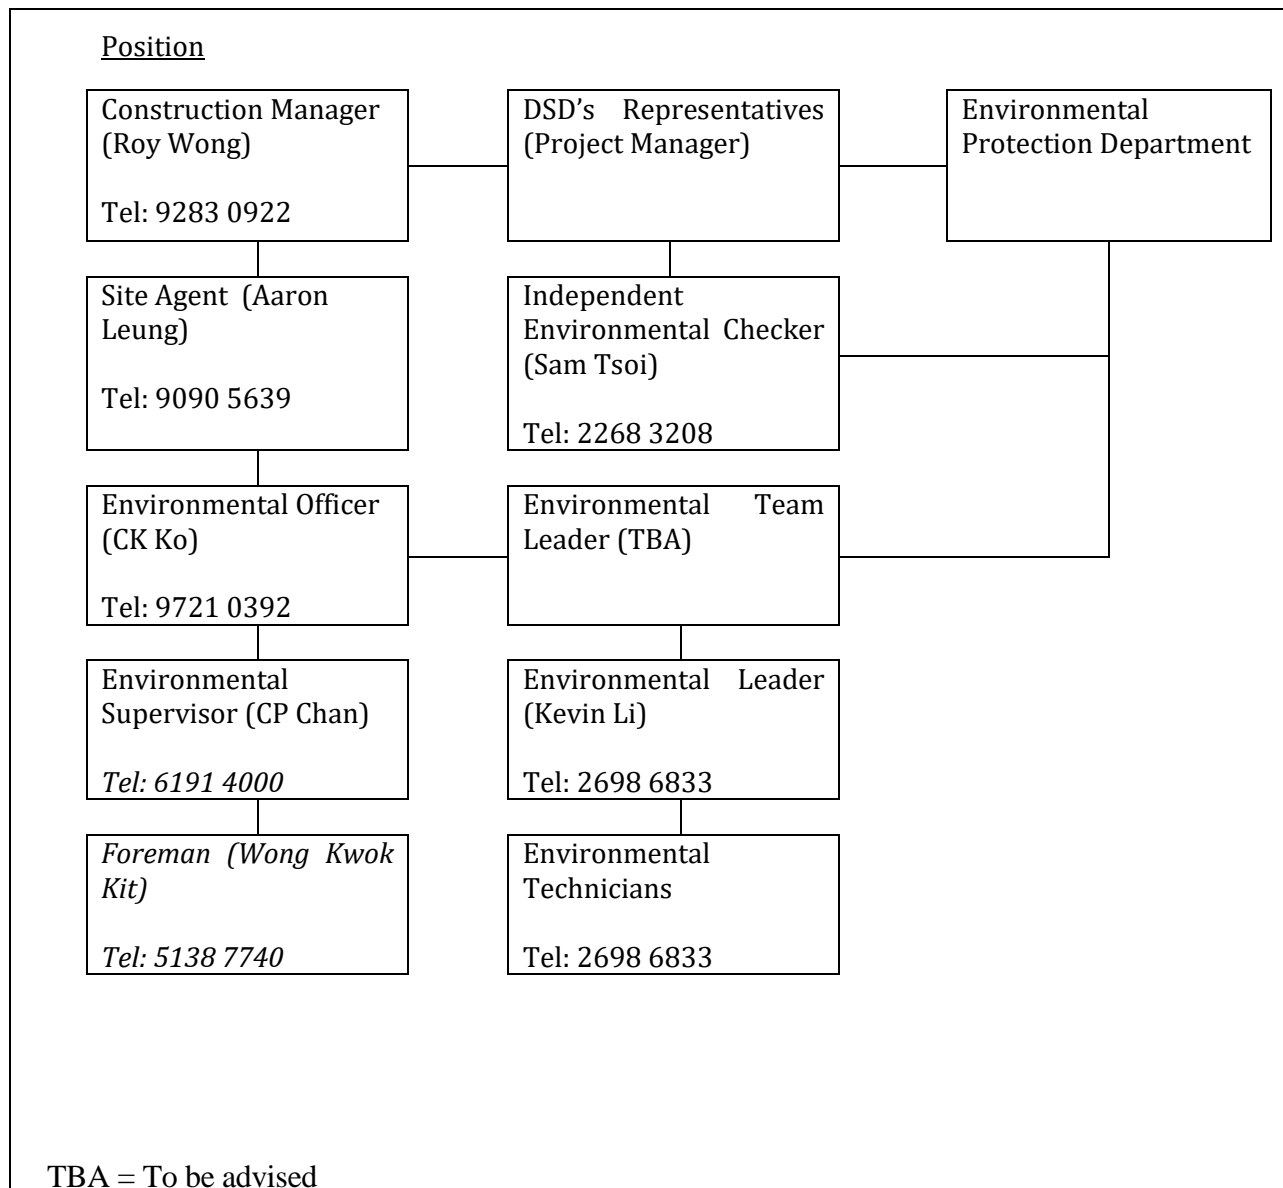 Position
Construction Manager
(Roy Wong)
Tel: 9283 0922
DSD’s Representatives
(Project Manager)
Environmental
Protection Department
Site Agent (Aaron
Leung)
Tel: 9090 5639
Independent
Environmental Checker
(Sam Tsoi)
Tel: 2268 3208
Environmental Officer
(CK Ko)
Tel: 9721 0392
Environmental Team
Leader (TBA)
Environmental
Supervisor (CP Chan)
Tel: 6191 4000
Environmental Leader
(Kevin Li)
Tel: 2698 6833
Foreman (Wong Kwok
Kit)
Tel: 5138 7740
Environmental
Technicians
Tel: 2698 6833
TBA = To be advised